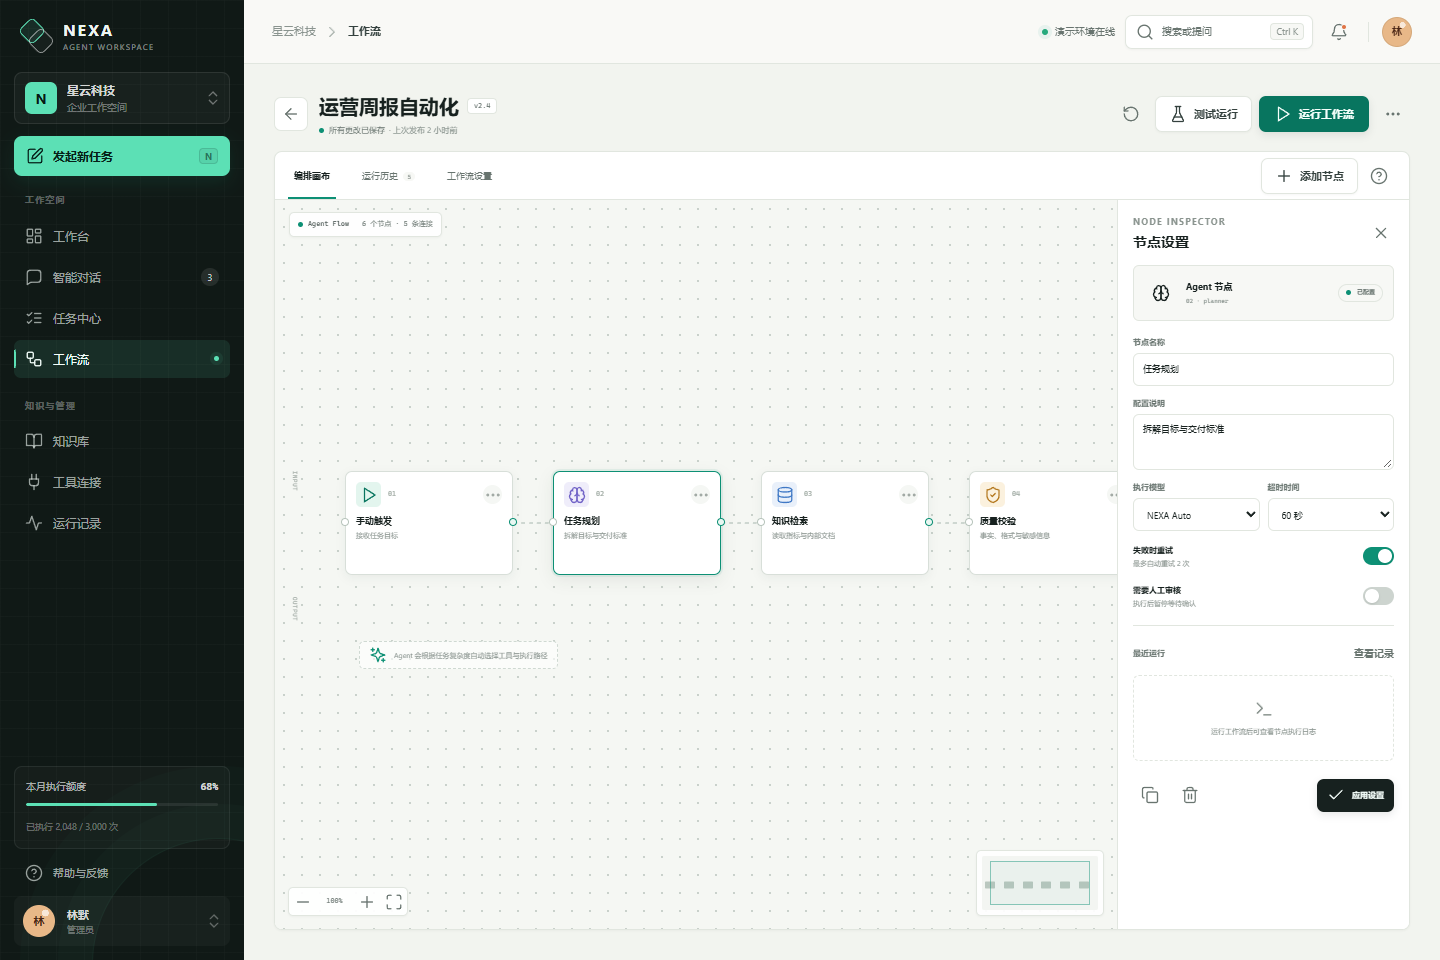 NEXA
AGENT WORKSPACE
N
星云科技
企业工作空间
发起新任务
N
工作空间
工作台
智能对话
3
任务中心
工作流
知识与管理
知识库
工具连接
运行记录
本月执行额度
68%
已执行 2,048 / 3,000 次
帮助与反馈
林
林默
管理员
星云科技
工作流
演示环境在线
搜索或提问
Ctrl K
林
运营周报自动化
v2.4
所有更改已保存 · 上次发布 2 小时前
测试运行
运行工作流
编排画布
运行历史
5
工作流设置
添加节点
Agent Flow
6 个节点 · 5 条连接
INPUT
01
手动触发
接收任务目标
02
任务规划
拆解目标与交付标准
03
知识检索
读取指标与内部文档
04
质量校验
事实、格式与敏感信息
OUTPUT
Agent 会根据任务复杂度自动选择工具与执行路径
100%
NODE INSPECTOR
节点设置
Agent 节点
02 · planner
已配置
节点名称
任务规划
配置说明
拆解目标与交付标准
执行模型
超时时间
NEXA Auto
60 秒
失败时重试
最多自动重试 2 次
需要人工审核
执行后暂停等待确认
最近运行
查看记录
运行工作流后可查看节点执行日志
应用设置